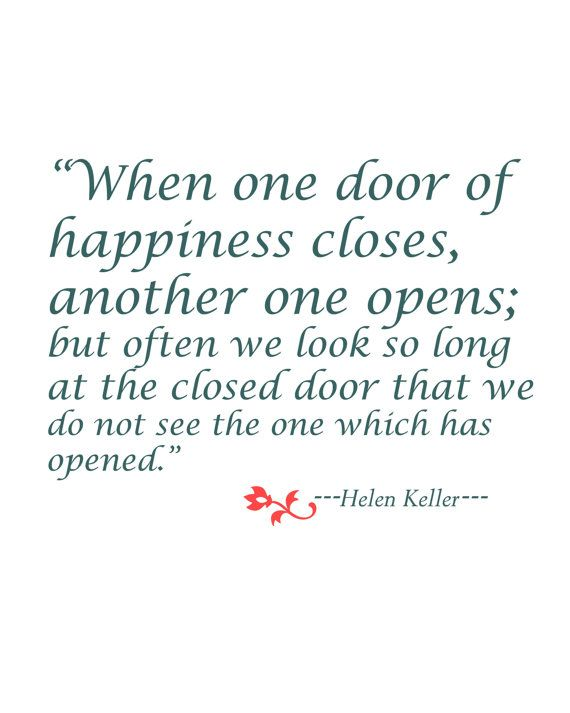 “When one door of
happiness closes,
another one opens;
but often we look so long
at the closed door that we
do not see the one which has
opened.”
---Helen Keller---